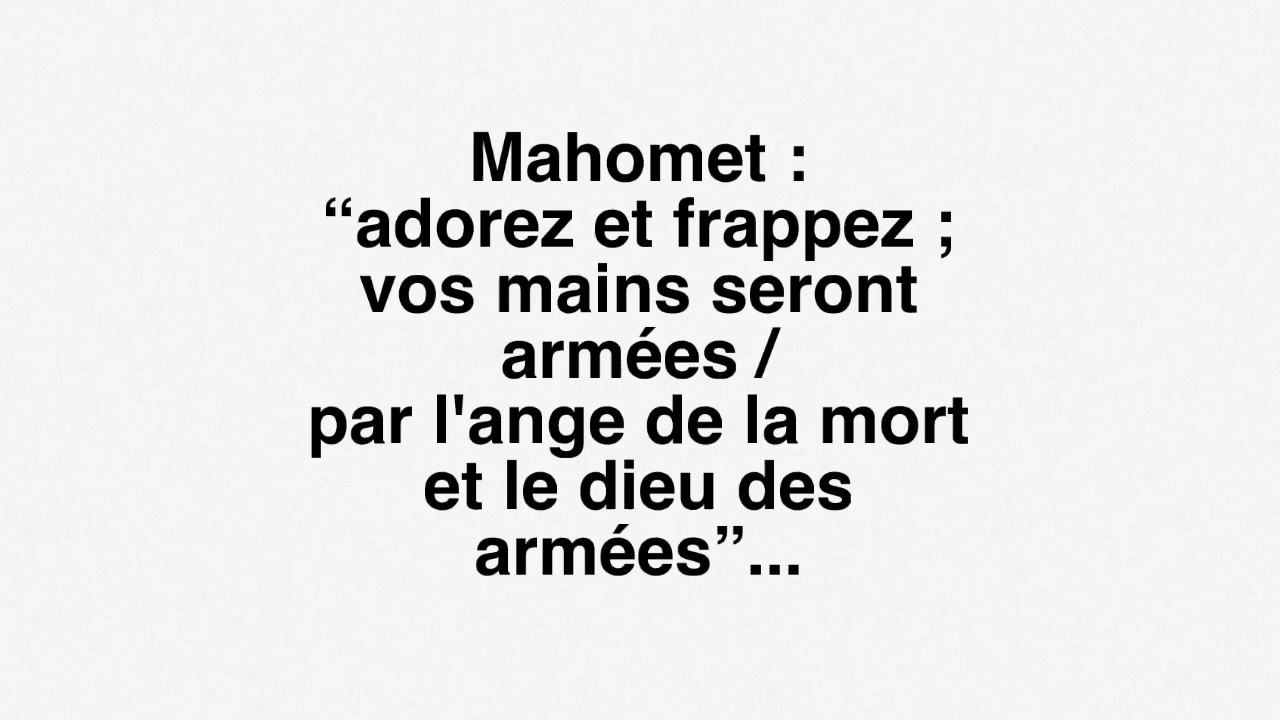 Mahomet :
“adorez et frappez ;
vos mains seront
armées /
par l'ange de la mort
et le dieu des
armées”...